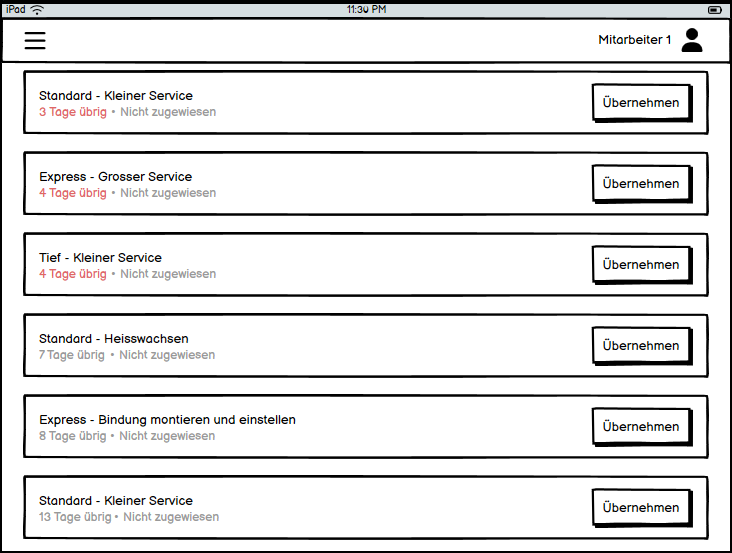 iPad
11:30 PM
Mitarbeiter 1
Standard - Kleiner Service
3 Tage übrig • Nicht zugewiesen
Übernehmen
Express - Grosser Service
4 Tage übrig • Nicht zugewiesen
Übernehmen
Tief - Kleiner Service
4 Tage übrig • Nicht zugewiesen
Übernehmen
Standard - Heisswachsen
7 Tage übrig • Nicht zugewiesen
Übernehmen
Express - Bindung montieren und einstellen
8 Tage übrig • Nicht zugewiesen
Übernehmen
Standard - Kleiner Service
13 Tage übrig • Nicht zugewiesen
Übernehmen